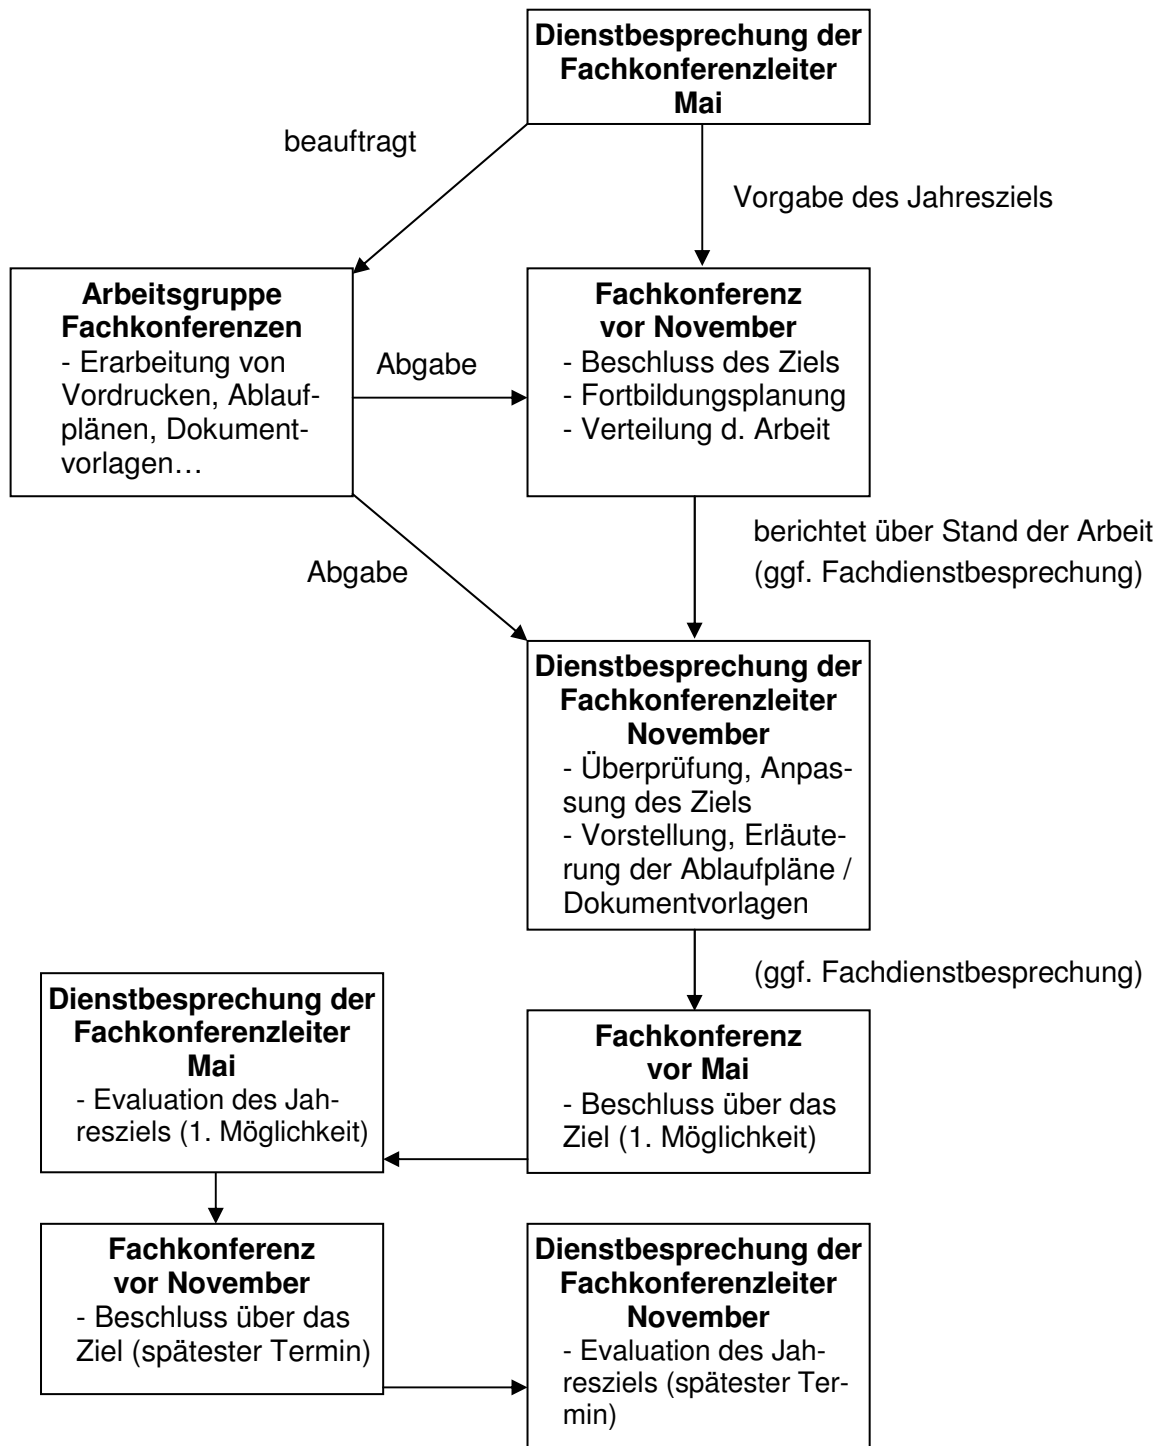 Dienstbesprechung der
Fachkonferenzleiter
Mai
beauftragt
Vorgabe des Jahresziels
Arbeitsgruppe
Fachkonferenzen
- Erarbeitung von
Vordrucken, Ablauf-
plänen, Dokument-
vorlagen…
Abgabe
Fachkonferenz
vor November
- Beschluss des Ziels
- Fortbildungsplanung
- Verteilung d. Arbeit
berichtet über Stand der Arbeit
(ggf. Fachdienstbesprechung)
Abgabe
Dienstbesprechung der
Fachkonferenzleiter
November
- Überprüfung, Anpas-
sung des Ziels
- Vorstellung, Erläute-
rung der Ablaufpläne /
Dokumentvorlagen
(ggf. Fachdienstbesprechung)
Fachkonferenz
vor Mai
- Beschluss über das
Ziel (1. Möglichkeit)
Dienstbesprechung der
Fachkonferenzleiter
Mai
- Evaluation des Jah-
resziels (1. Möglichkeit)
Fachkonferenz
vor November
- Beschluss über das
Ziel (spätester Termin)
Dienstbesprechung der
Fachkonferenzleiter
November
- Evaluation des Jah-
resziels (spätester Ter-
min)